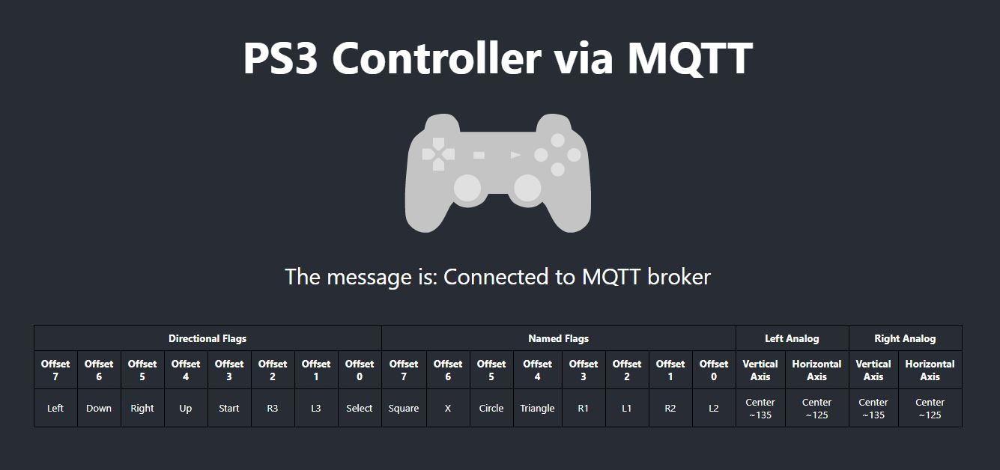 PS3 Controller via MQTT
The message is: Connected to MQTT broker
Directional Flags Named Flags Left Analog Right Analog
Offset Offset Offset Offset Offset Offset Offset Offset Offset Offset Offset Offset Offset Offset Offset Offset Vertical Horizontal Vertical Horizontal
7 6 5 4 3 2 1 0 7 6 5 4 3 2 1 0 Axis Axis Axis Axis
Left Down Right Up Start R3 L3 Select Square X Circle Triangle R1 L1 R2 L2 Center Center Center Center
~135 ~125 ~135 ~125